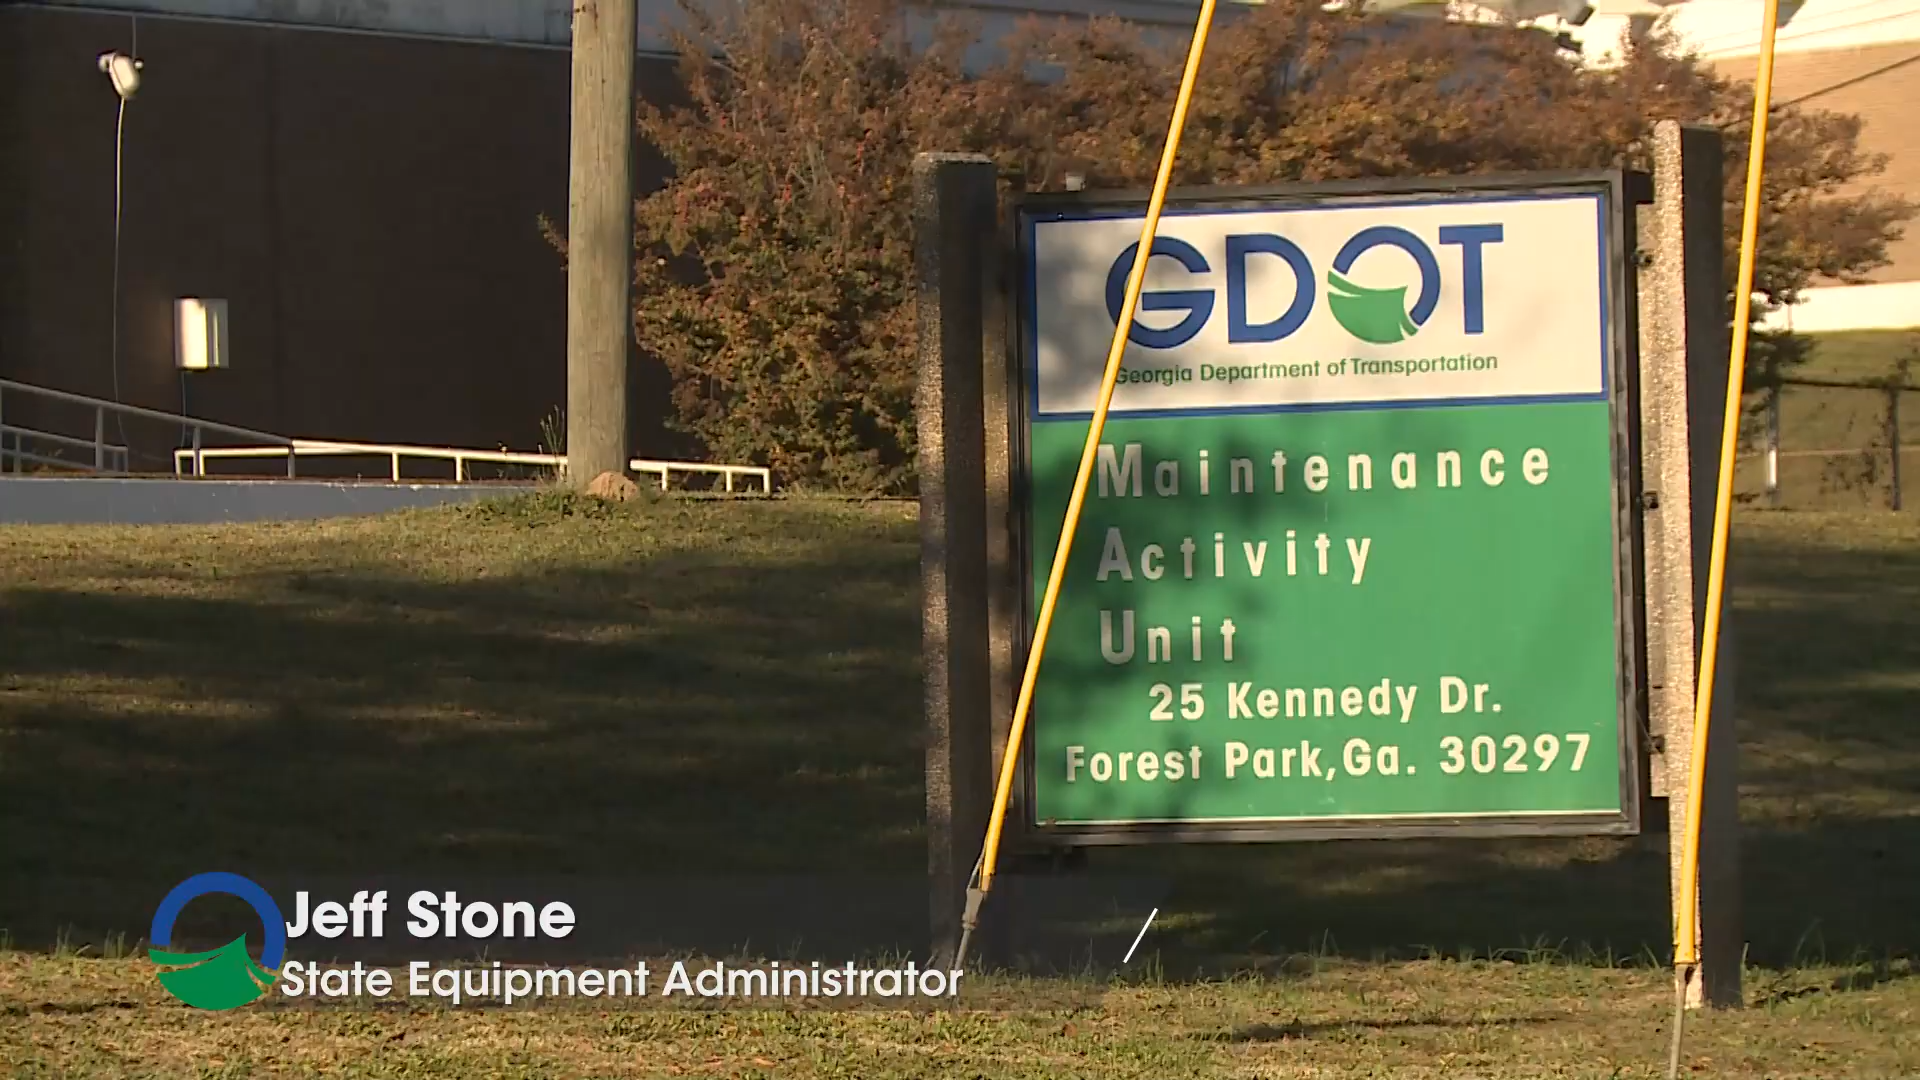 GDOT
Georgia Department of Transportation
Maintenance
Activity
Unit
25 Kennedy Dr.
Forest Park,Ga. 30297
Jeff Stone
State Equipment Administrator